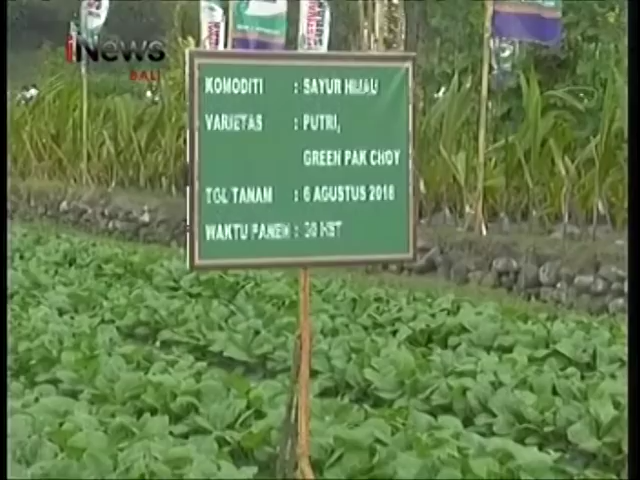 iNews
BALI
KOMODITI : SAYUR HIJAU
VARIETAS : PUTRI,
GREEN PAK CHOY
TGL TANAM : 6 AGUSTUS 2018
WAKTU PANEN : 30 HST